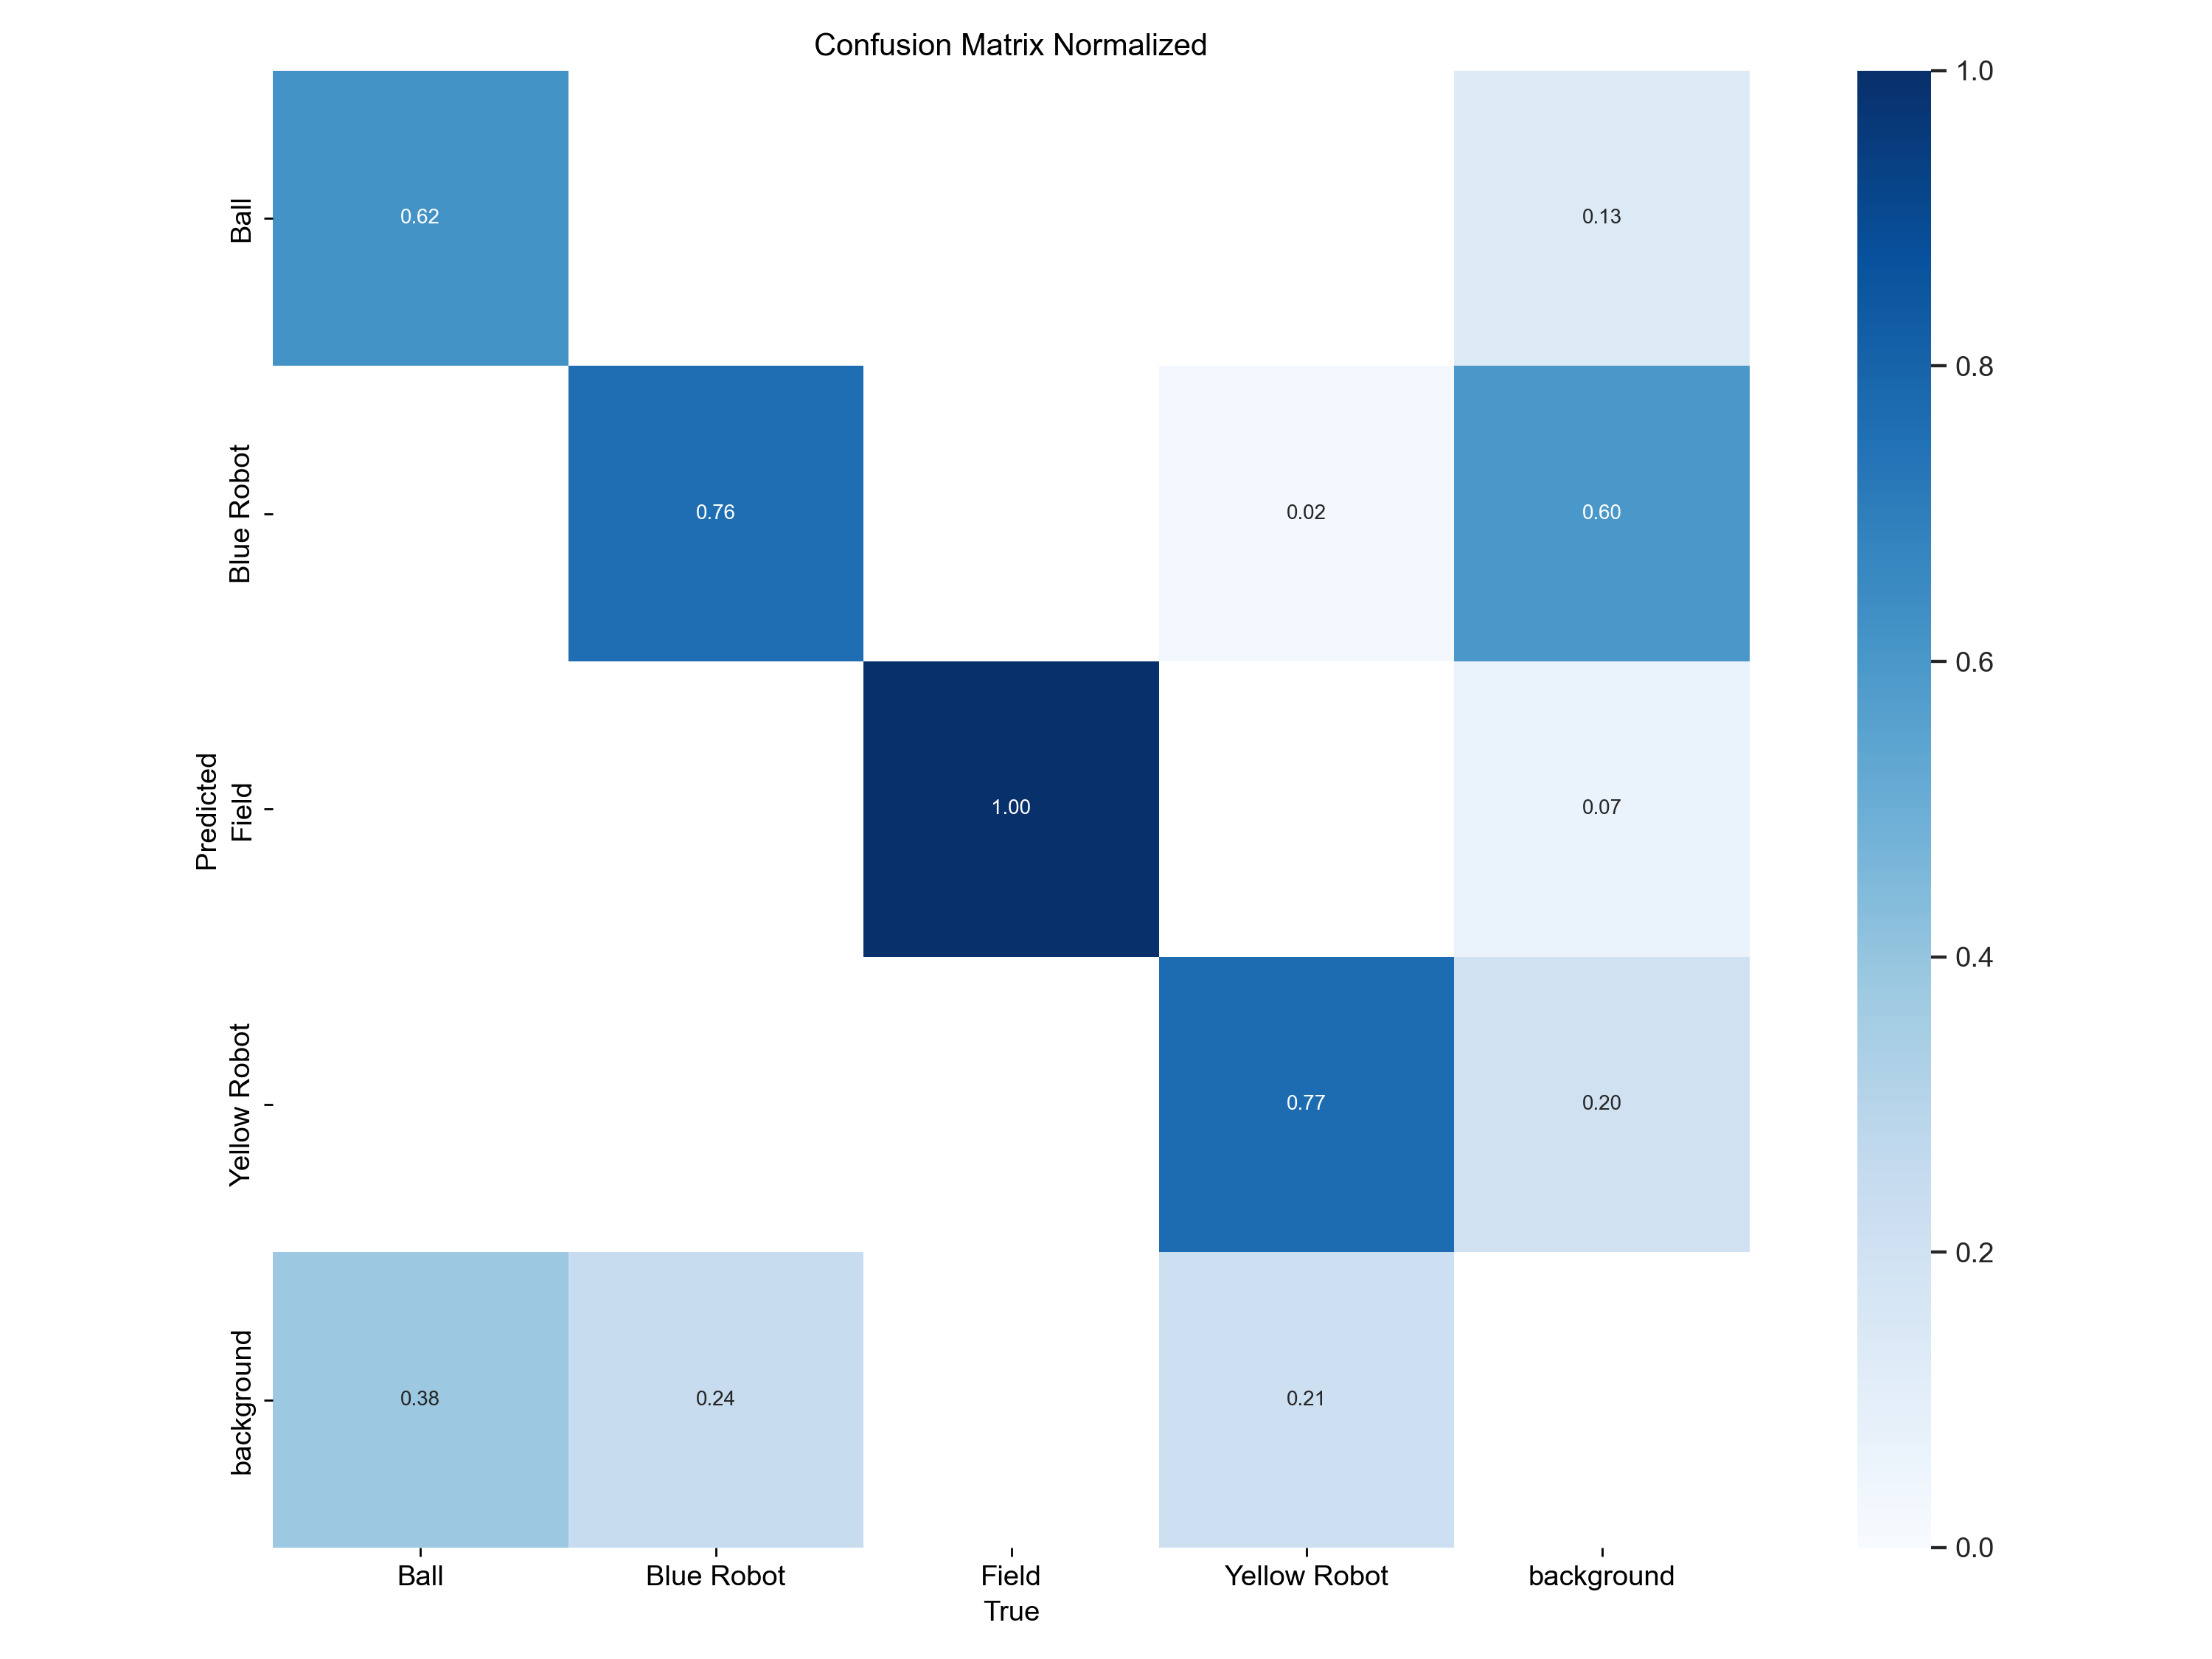 Confusion Matrix Normalized
1.0
Ball
0.62
0.13
0.8
Blue Robot
0.76
0.02
0.60
0.6
Predicted
Field
1.00
0.07
0.4
Yellow Robot
0.77
0.20
0.2
background
0.38
0.24
0.21
0.0
Ball
Blue Robot
Field
Yellow Robot
background
True